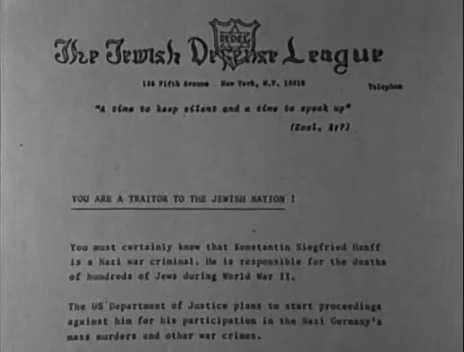 The Jewish Defense League
REBEL
156 Fifth Avenue New York, N.Y. 10010
Telephon
"A time to keep silent and a time to speak up"
(Eccl, 3:7)
YOU ARE A TRAITOR TO THE JEWISH NATION !
You must certainly know that Konstantin Siegfried Hanff
is a Nazi war criminal. He is responsible for the deaths
of hundreds of Jews during World War II.
The US Department of Justice plans to start proceedings
against him for his participation in the Nazi Germany's
mass murders and other war crimes.